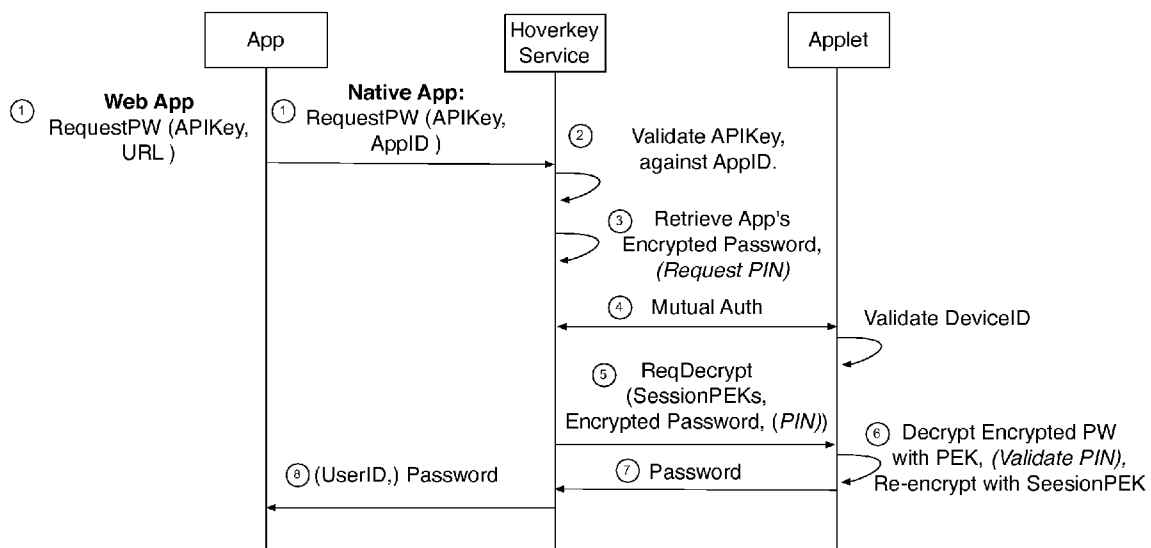 App
Hoverkey
Service
Applet
1
Web App
RequestPW (APIKey,
URL )
1
Native App:
RequestPW (APIKey,
AppID )
2
Validate APIKey,
against AppID.
3
Retrieve App's
Encrypted Password,
(Request PIN)
4
Mutual Auth
Validate DeviceID
5
ReqDecrypt
(SessionPEKs,
Encrypted Password, (PIN))
6
Decrypt Encrypted PW
with PEK, (Validate PIN),
Re-encrypt with SeesionPEK
7
Password
8
(UserID,) Password